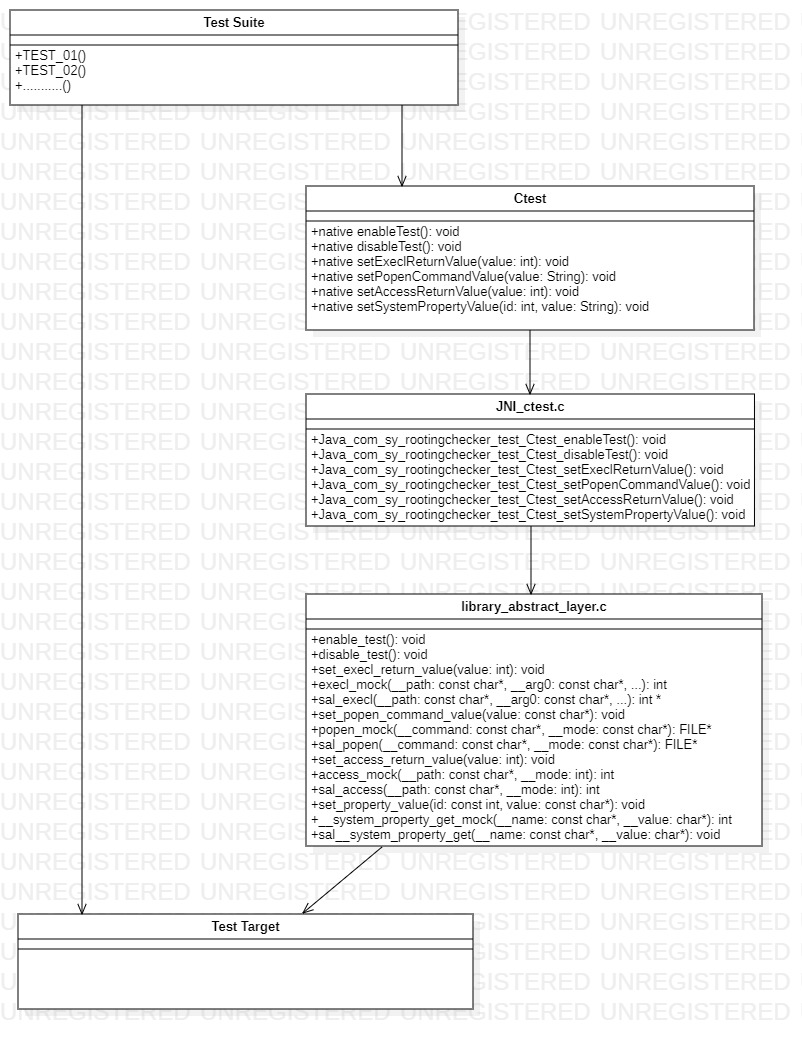 Test Suite
+TEST_01()
+TEST_02()
+...........()
Ctest
+native enableTest(): void
+native disableTest(): void
+native setExeclReturnValue(value: int): void
+native setPopenCommandValue(value: String): void
+native setAccessReturnValue(value: int): void
+native setSystemPropertyValue(id: int, value: String): void
JNI_ctest.c
+Java_com_sy_rootingchecker_test_Ctest_enableTest(): void
+Java_com_sy_rootingchecker_test_Ctest_disableTest(): void
+Java_com_sy_rootingchecker_test_Ctest_setExeclReturnValue(): void
+Java_com_sy_rootingchecker_test_Ctest_setPopenCommandValue(): void
+Java_com_sy_rootingchecker_test_Ctest_setAccessReturnValue(): void
+Java_com_sy_rootingchecker_test_Ctest_setSystemPropertyValue(): void
library_abstract_layer.c
+enable_test(): void
+disable_test(): void
+set_execl_return_value(value: int): void
+execl_mock(__path: const char*, __arg0: const char*, ...): int
+sal_execl(__path: const char*, __arg0: const char*, ...): int *
+set_popen_command_value(value: const char*): void
+popen_mock(__command: const char*, __mode: const char*): FILE*
+sal_popen(__command: const char*, __mode: const char*): FILE*
+set_access_return_value(value: int): void
+access_mock(__path: const char*, __mode: int): int
+sal_access(__path: const char*, __mode: int): int
+set_property_value(id: const int, value: const char*): void
+__system_property_get_mock(__name: const char*, __value: char*): int
+sal__system_property_get(__name: const char*, __value: char*): void
Test Target
UNREGISTERED